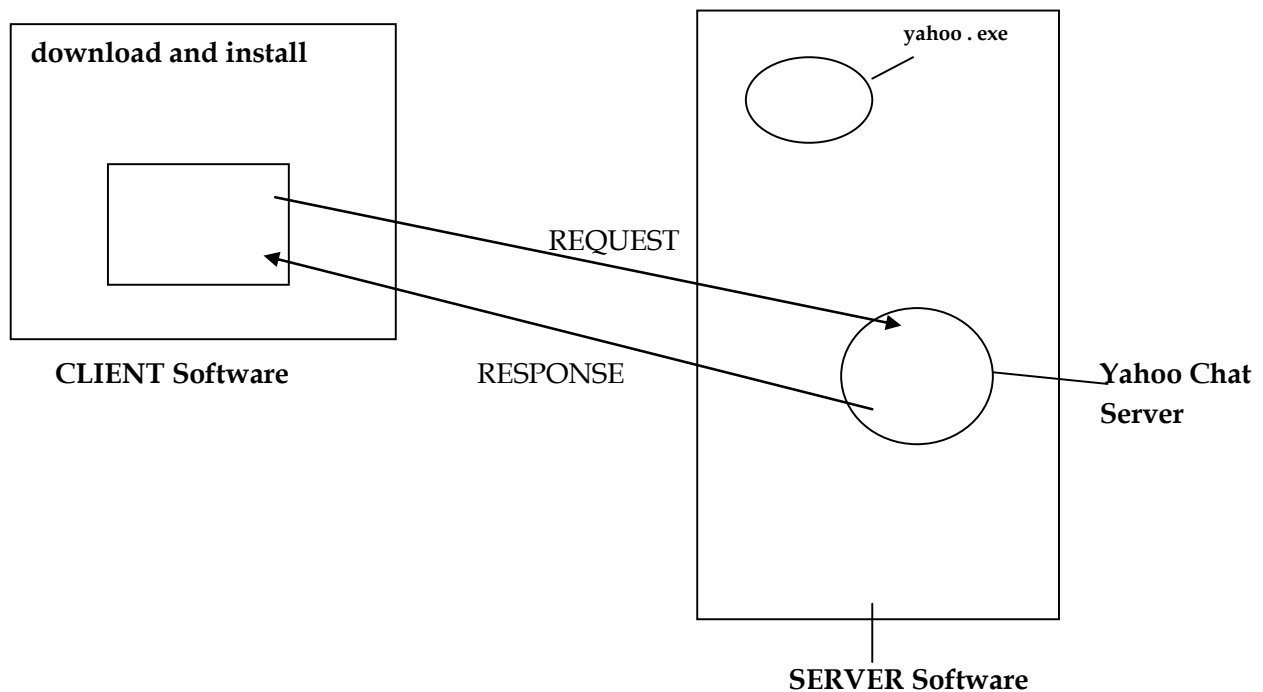 yahoo . exe
download and install
REQUEST
CLIENT Software
RESPONSE
Yahoo Chat
Server
SERVER Software